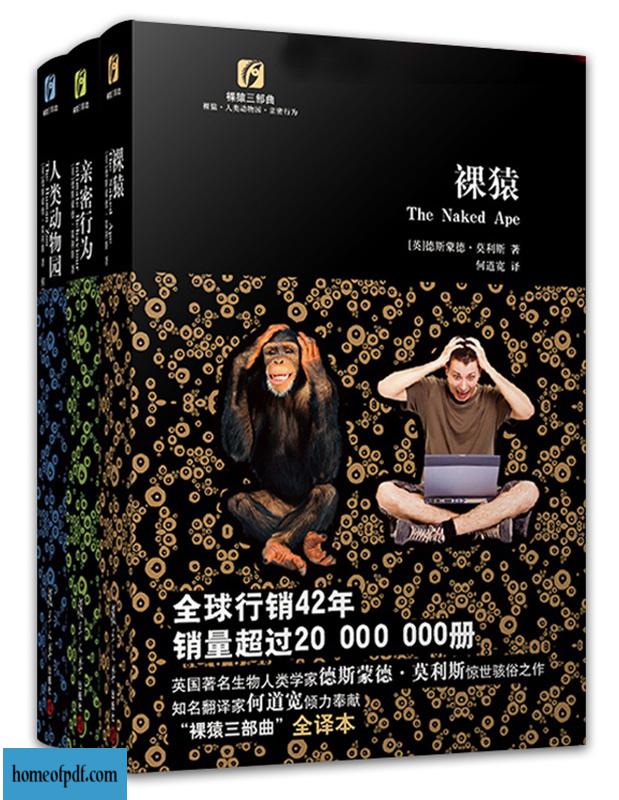 裸猿三部曲
裸猿·人类动物园·亲密行为
裸猿
The Naked Ape
[英]德斯蒙德·莫利斯 著
何道宽 译
全球行销42年
销量超过20 000 000册
英国著名生物人类学家德斯蒙德·莫利斯惊世骇俗之作
知名翻译家何道宽倾力奉献
“裸猿三部曲”全译本
人类动物园
亲密行为
裸猿
homeofpdf.com